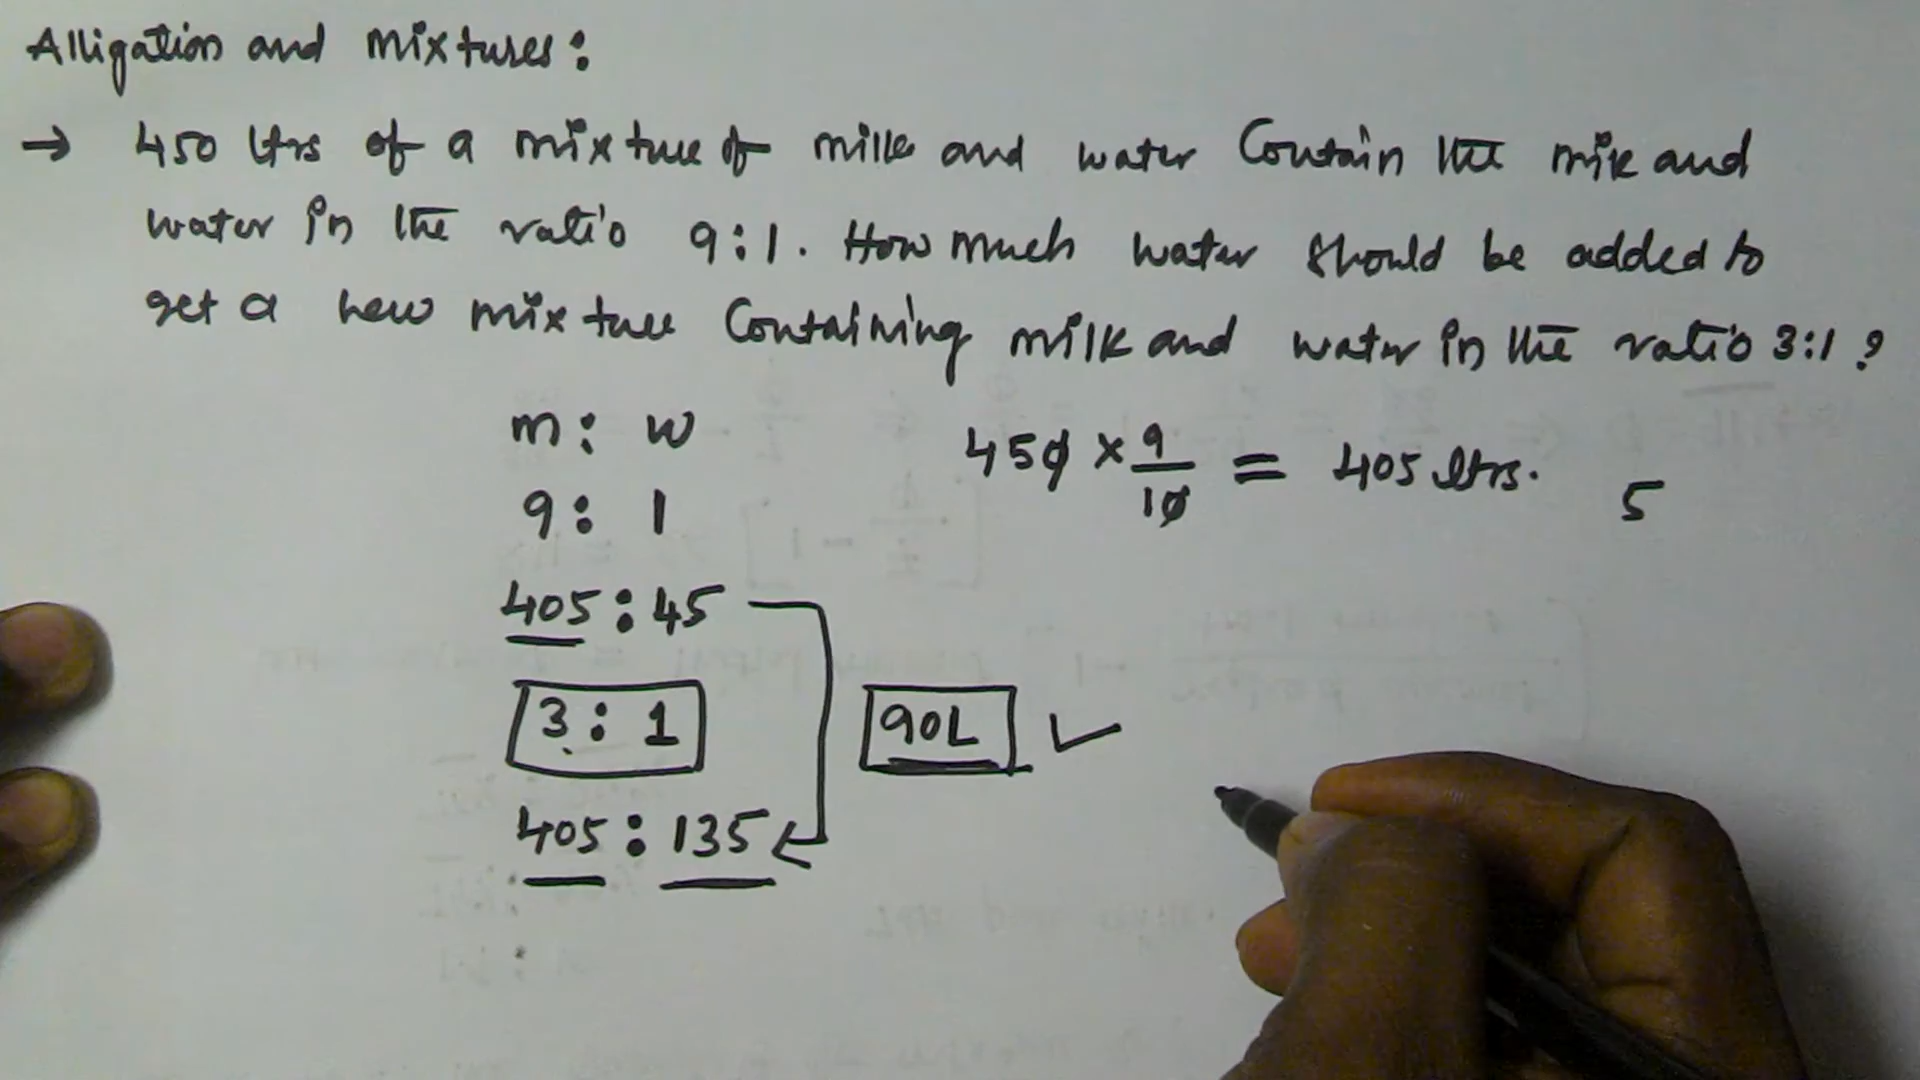 Alligation and mixtures:
→ 450 ltrs of a mixture of milk and water Contain the milk and
water in the ratio 9:1. How much water should be added to
get a new mixture Containing milk and water in the ratio 3:1 ?
m : w
450 × 9/10 = 405 ltrs. 5
9 : 1
405 : 45
3 : 1
90L ✓
405 : 135